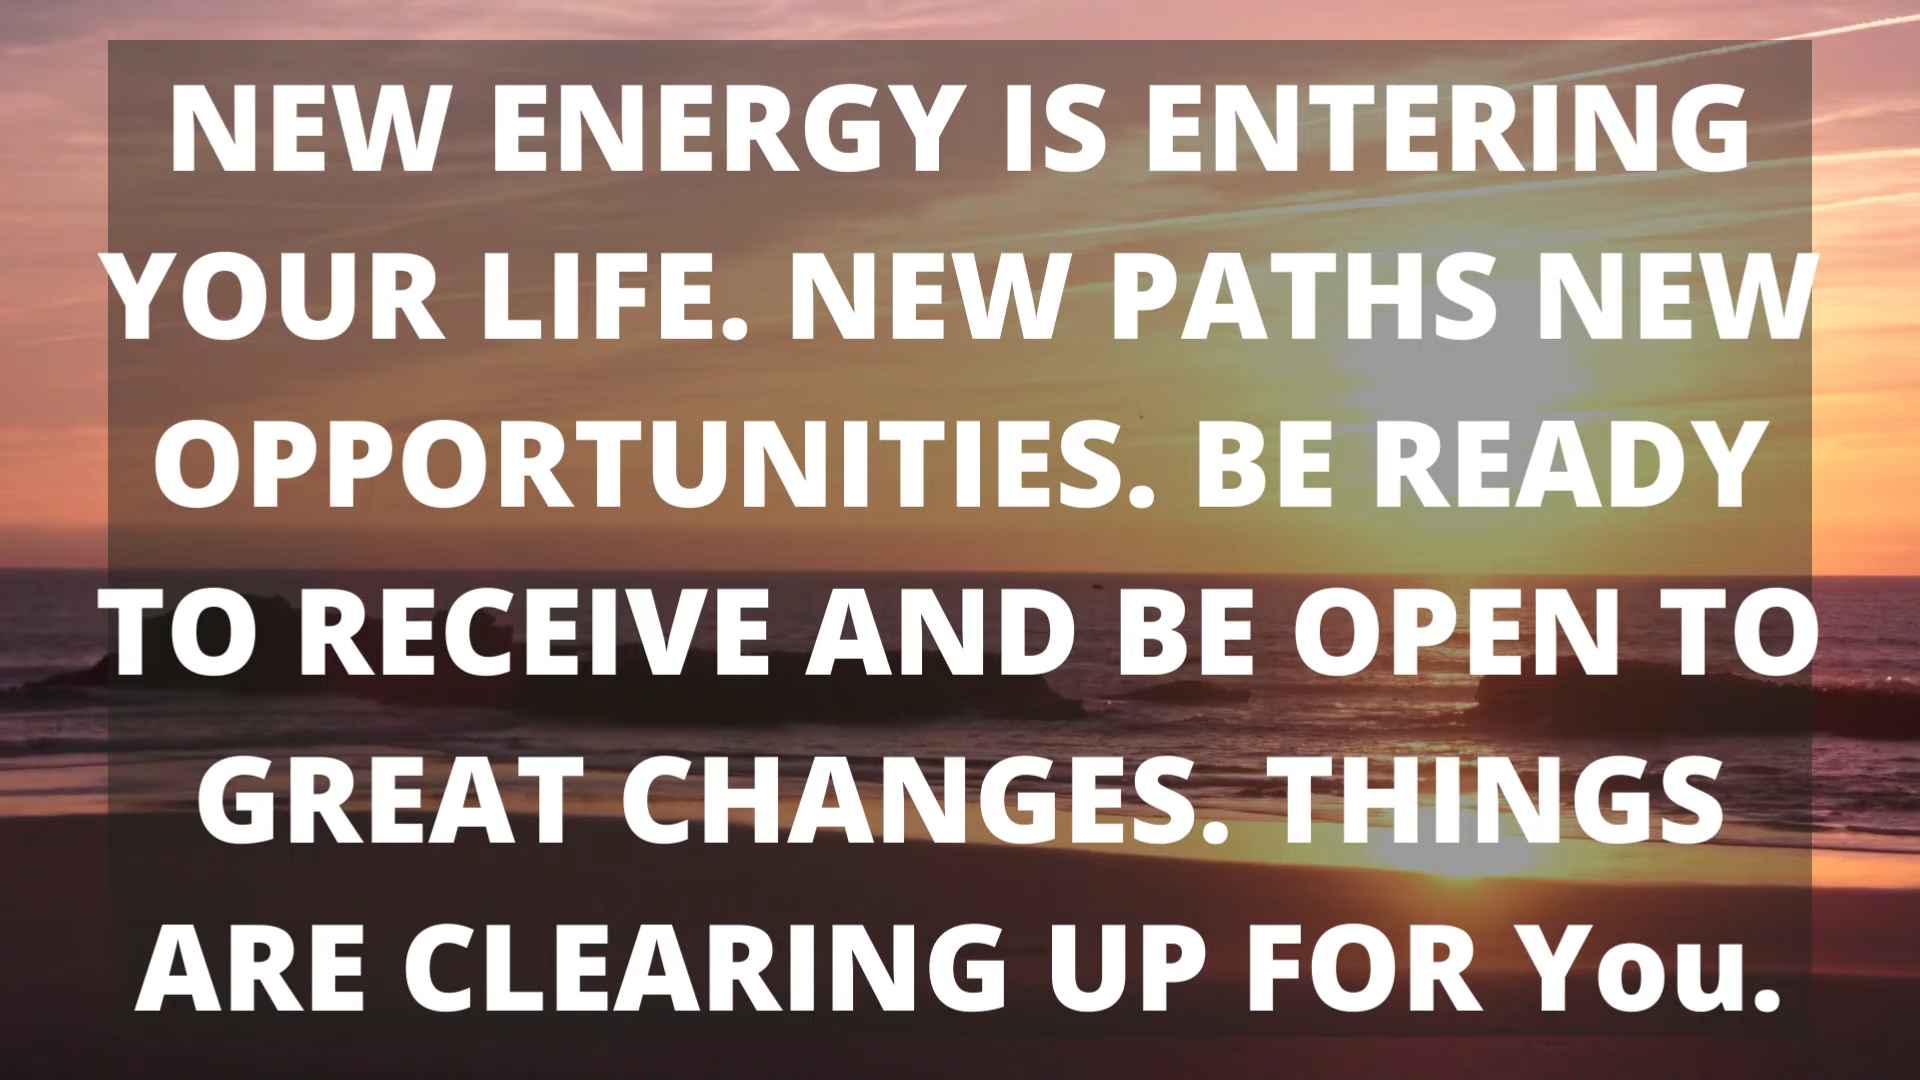 NEW ENERGY IS ENTERING
YOUR LIFE. NEW PATHS NEW
OPPORTUNITIES. BE READY
TO RECEIVE AND BE OPEN TO
GREAT CHANGES. THINGS
ARE CLEARING UP FOR You.